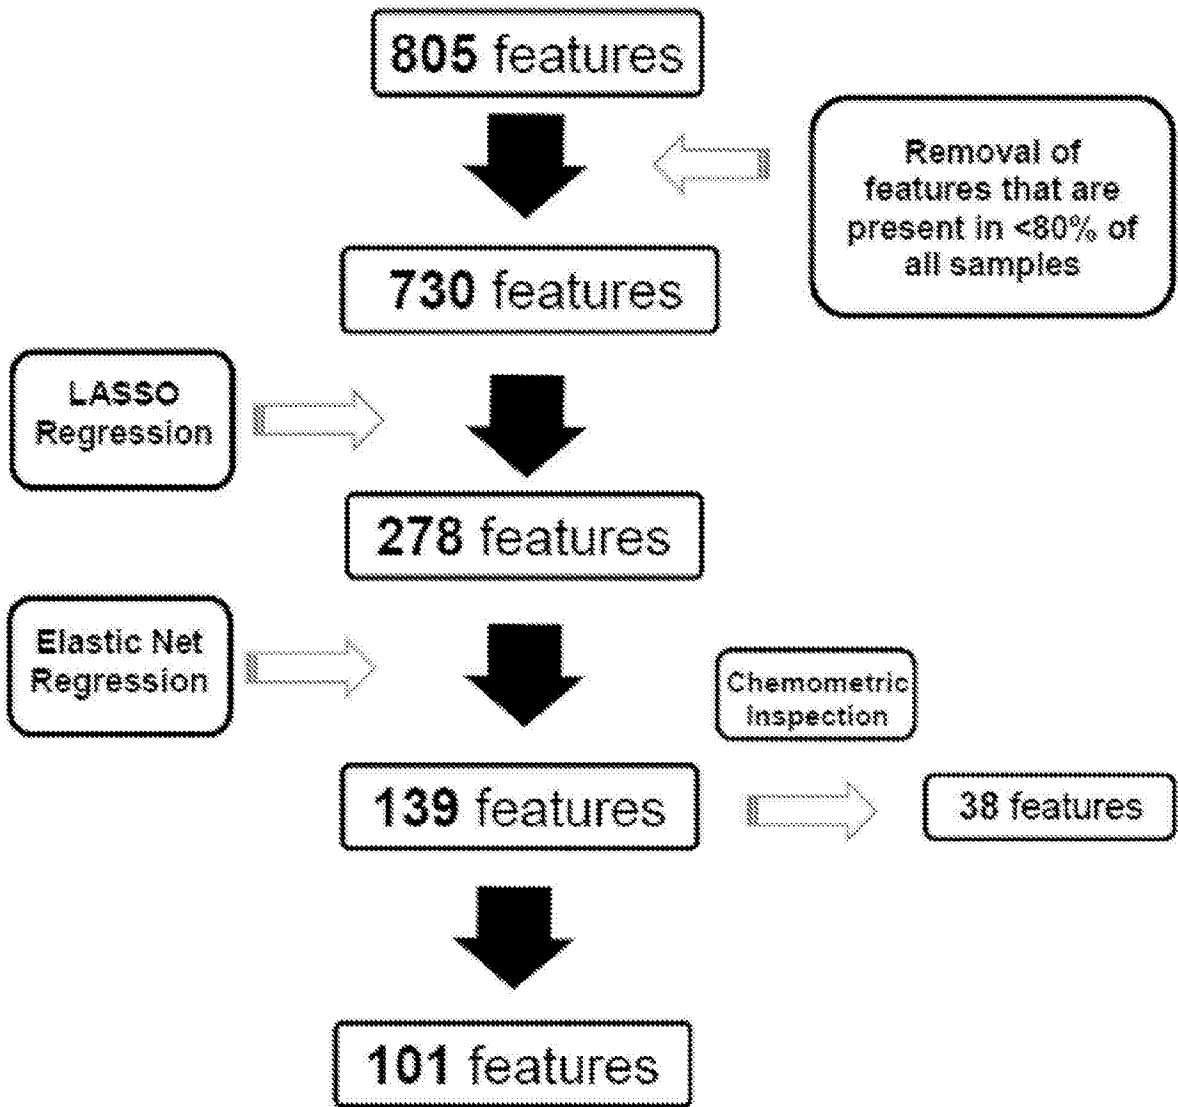 805 features
Removal of
features that are
present in <80% of
all samples
730 features
LASSO
Regression
278 features
Elastic Net
Regression
Chemometric
Inspection
139 features
38 features
101 features